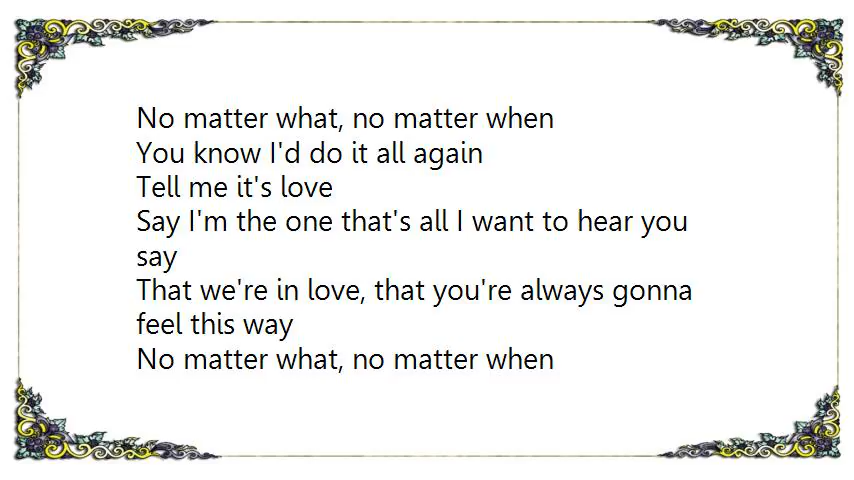 No matter what, no matter when
You know I'd do it all again
Tell me it's love
Say I'm the one that's all I want to hear you
say
That we're in love, that you're always gonna
feel this way
No matter what, no matter when